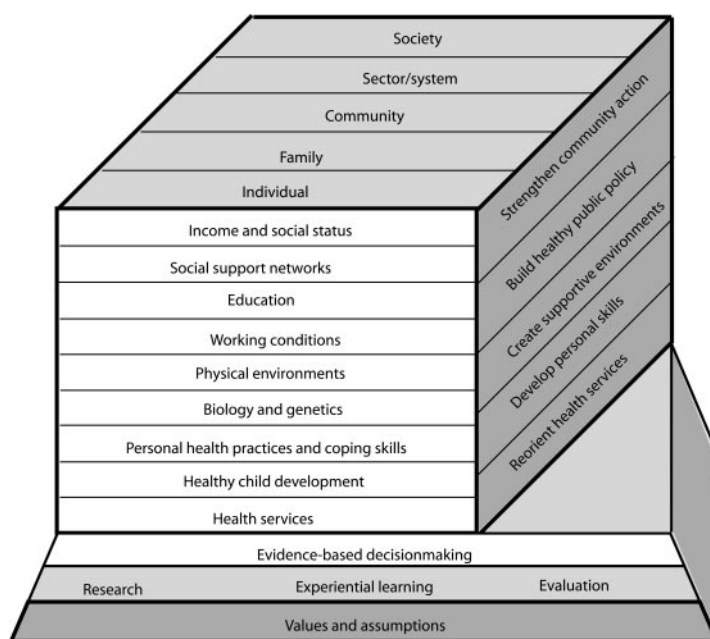 Society
Sector/system
Community
Family
Individual
Income and social status
Social support networks
Education
Working conditions
Physical environments
Biology and genetics
Personal health practices and coping skills
Healthy child development
Health services
Strengthen community action
Build healthy public policy
Create supportive environments
Develop personal skills
Reorient health services
Evidence-based decisionmaking
Research Experiential learning Evaluation
Values and assumptions